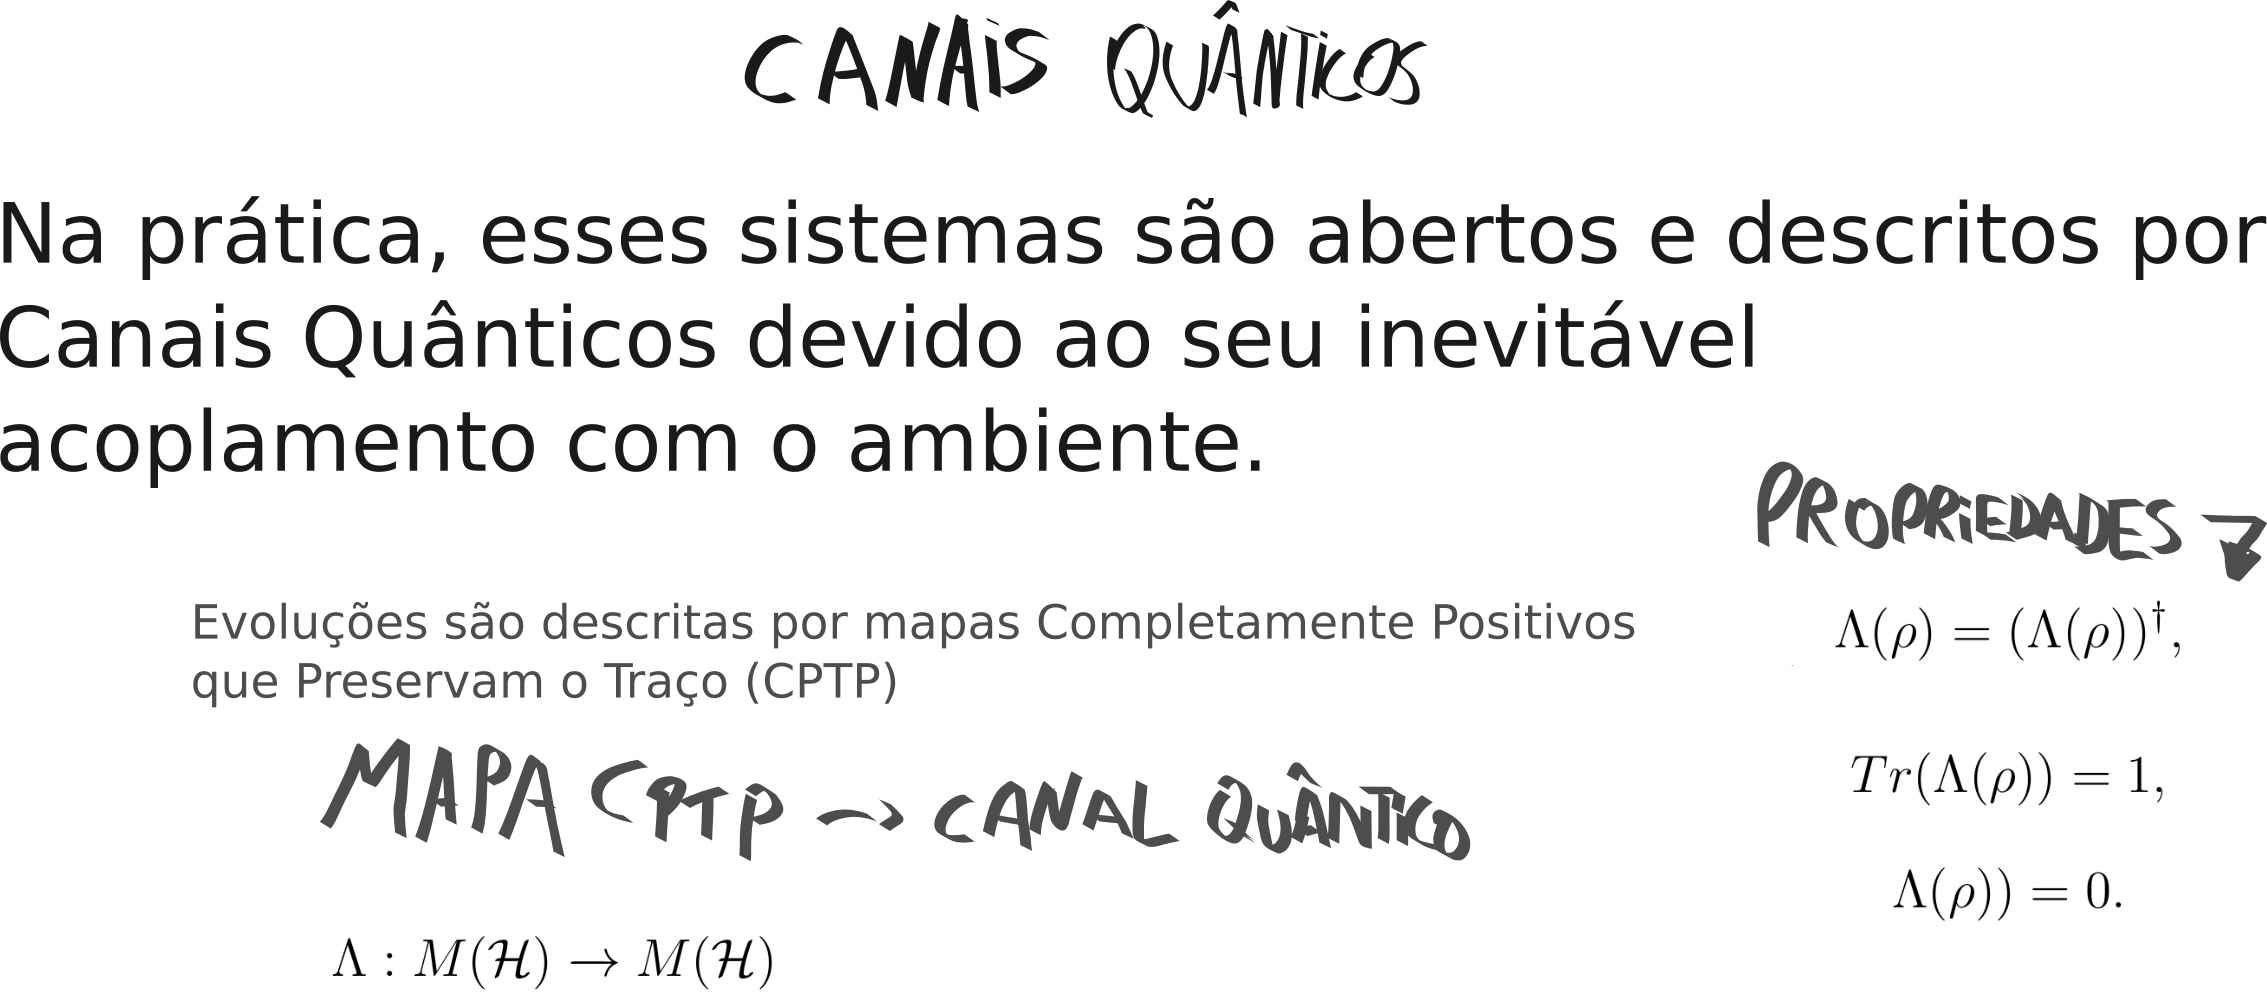 CANAiS QUÂNTiCOS
Na prática, esses sistemas são abertos e descritos por
Canais Quânticos devido ao seu inevitável
acoplamento com o ambiente.
PROPRiEDADES
Evoluções são descritas por mapas Completamente Positivos
que Preservam o Traço (CPTP)
MAPA CPTP → CANAL QUÂNTiCO
Λ : M(ℋ) → M(ℋ)
Λ(ρ) = (Λ(ρ))†,
Tr(Λ(ρ)) = 1,
Λ(ρ)) = 0.